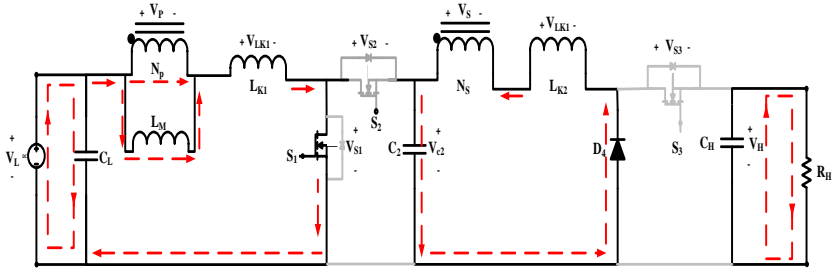 + V_P -
N_P
L_M
+ V_LK1 -
L_K1
+ V_S2 -
S_2
+ V_S -
N_S
+ V_LK1 -
L_K2
+ V_S3 -
S_3
+
V_L
-
C_L
S_1
+
V_S1
-
C_2
+
V_c2
-
D_4
C_H
+
V_H
-
R_H